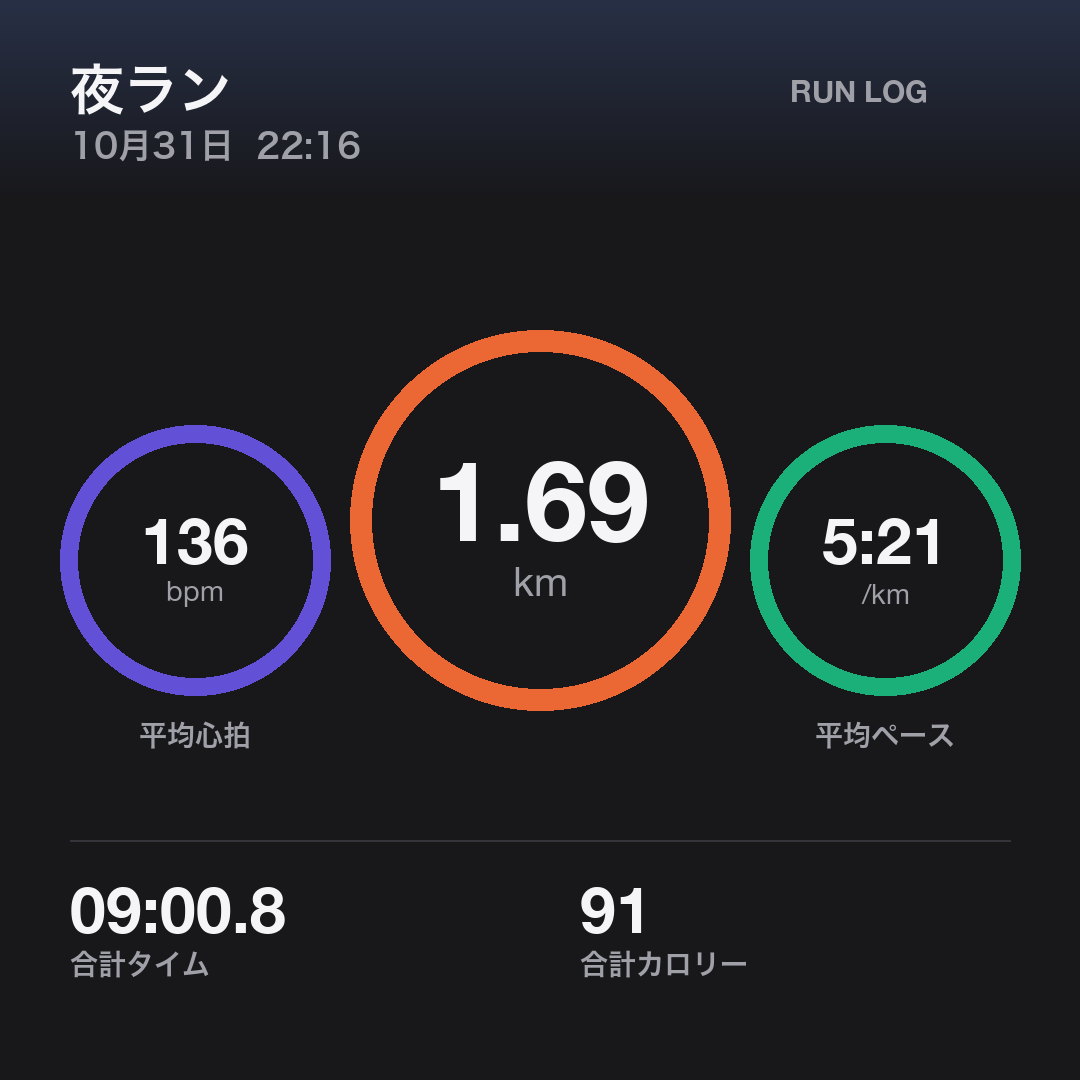 夜ラン
RUN LOG
10月31日 22:16
136
bpm
平均心拍
1.69
km
5:21
/km
平均ペース
09:00.8
合計タイム
91
合計カロリー